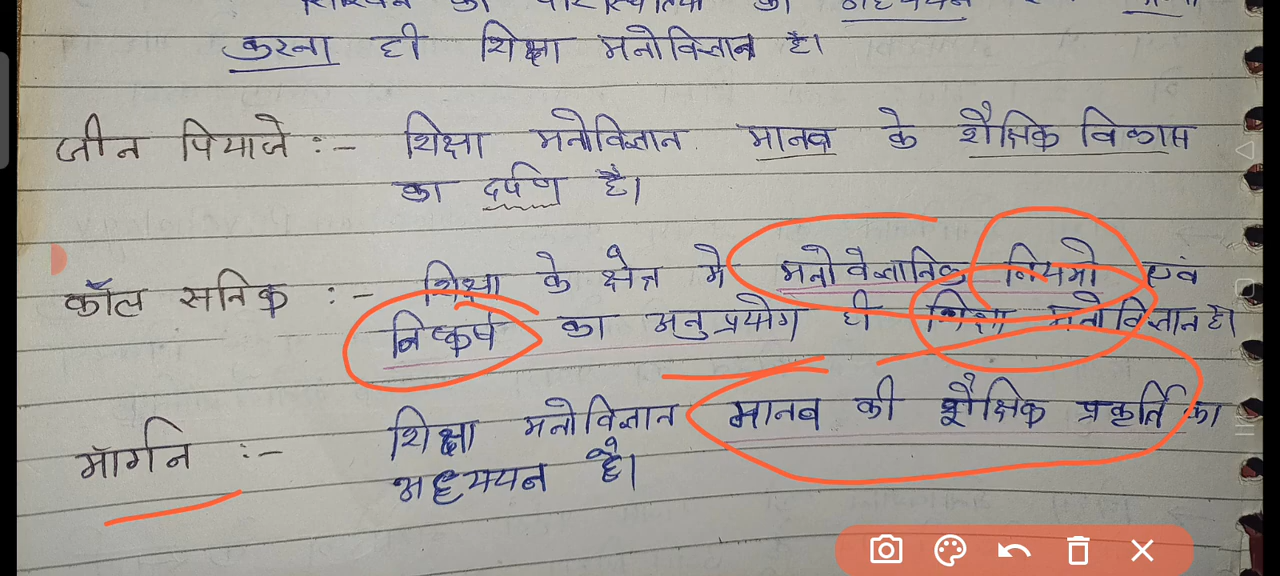 का का
करना ही शिक्षा मनोविज्ञान है।
जीन पियाजे :- शिक्षा मनोविज्ञान मानव के शैक्षिक विकास
का दर्पण है।
कॉल सनिक :- शिक्षा के क्षेत्र मे मनोवैज्ञानिक नियमो एवं
निष्कर्ष का अनुप्रयोग ही शिक्षा मनोविज्ञान है।
मॉर्गन :- शिक्षा मनोविज्ञान मानव की शैक्षिक प्रकृर्ति का
अध्ययन है।